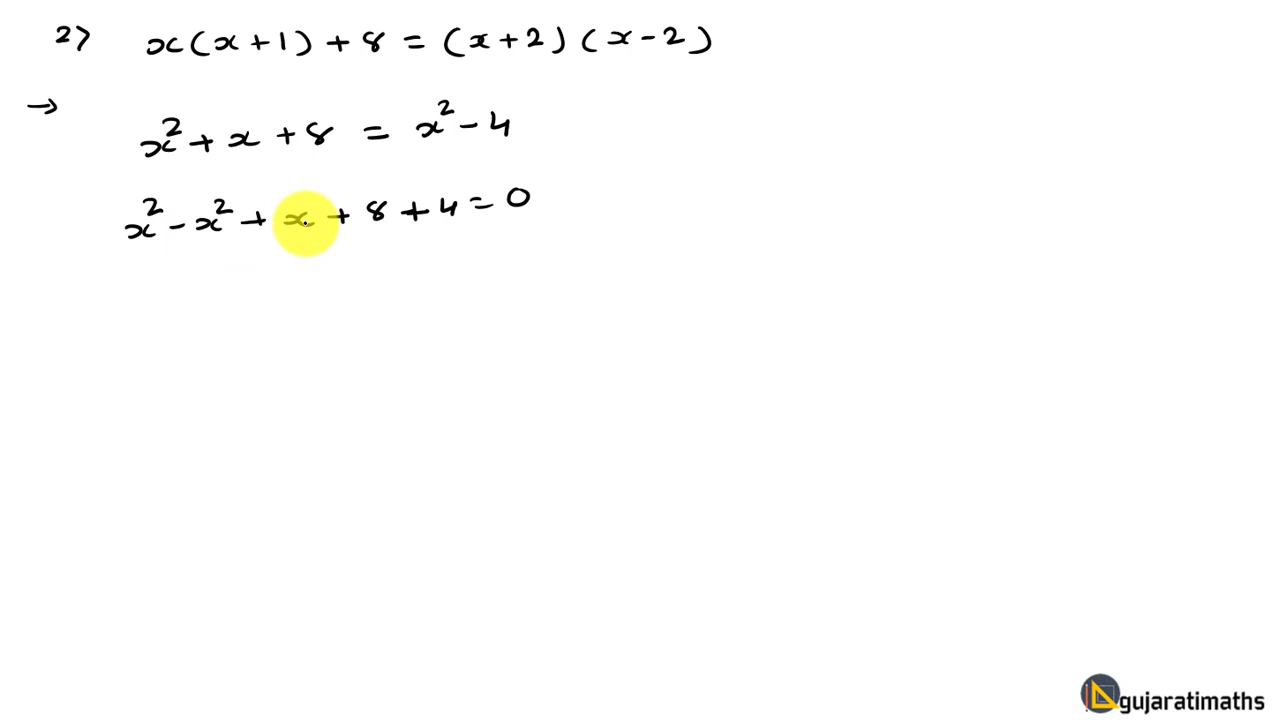 2> x(x+1)+8 = (x+2)(x-2)
→ x²+x+8 = x²-4
x²-x²+x+8+4=0
gujaratimaths